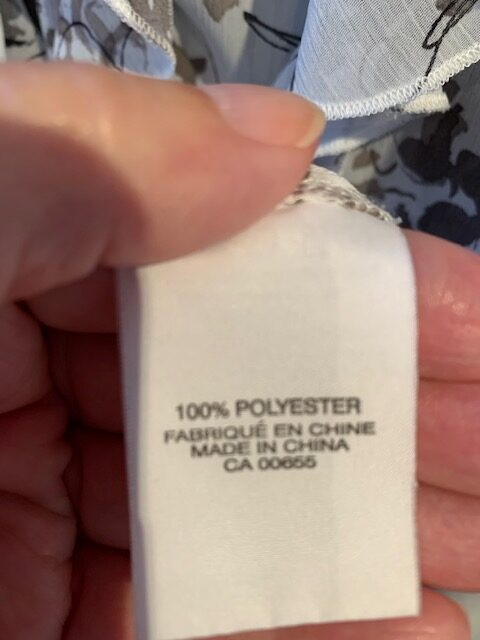 100% POLYESTER
FABRIQUÉ EN CHINE
MADE IN CHINA
CA 00655